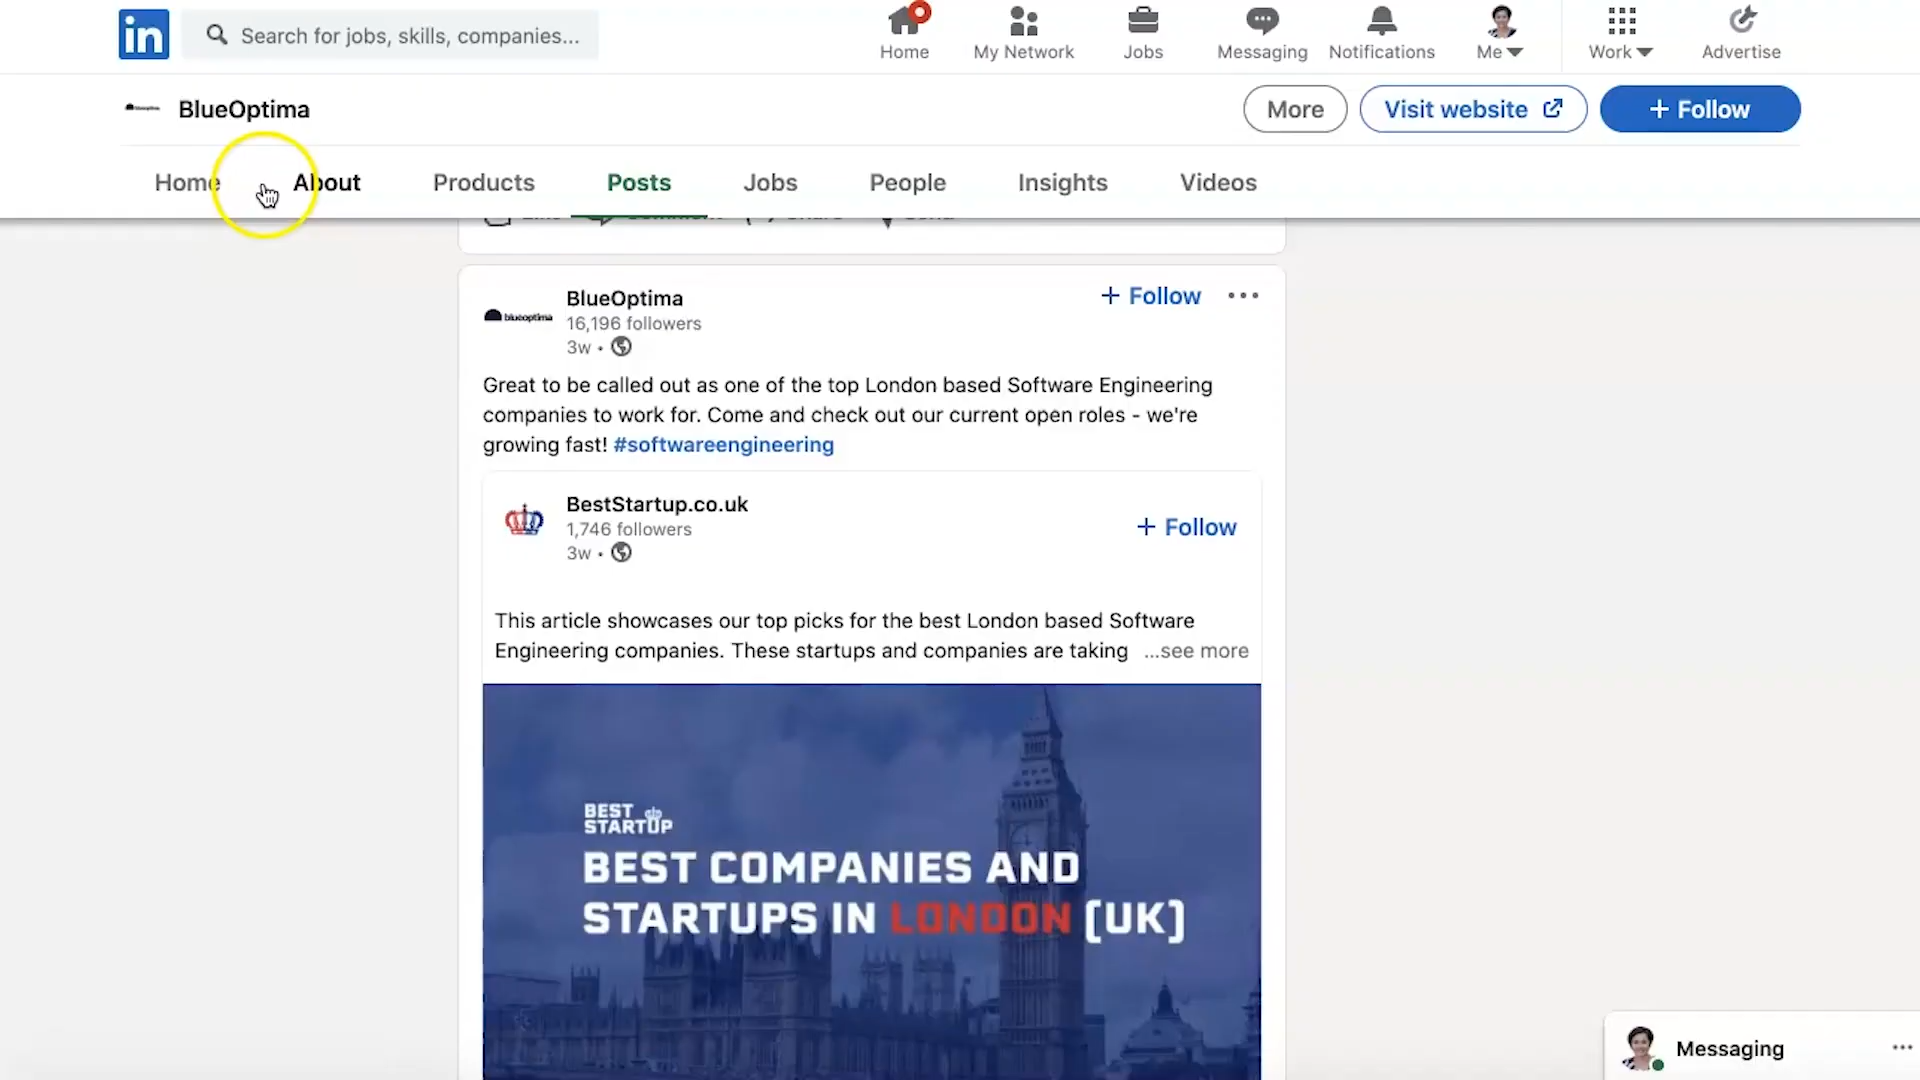 in
Search for jobs, skills, companies...
Home
My Network
Jobs
Messaging
Notifications
Me
Work
Advertise
BlueOptima
More
Visit website
+ Follow
Home
About
Products
Posts
Jobs
People
Insights
Videos
blueoptima
BlueOptima
16,196 followers
3w •
+ Follow
Great to be called out as one of the top London based Software Engineering
companies to work for. Come and check out our current open roles - we're
growing fast! #softwareengineering
BestStartup.co.uk
1,746 followers
3w •
+ Follow
This article showcases our top picks for the best London based Software
Engineering companies. These startups and companies are taking ...see more
BEST
STARTUP
BEST COMPANIES AND
STARTUPS IN LONDON [UK]
Messaging